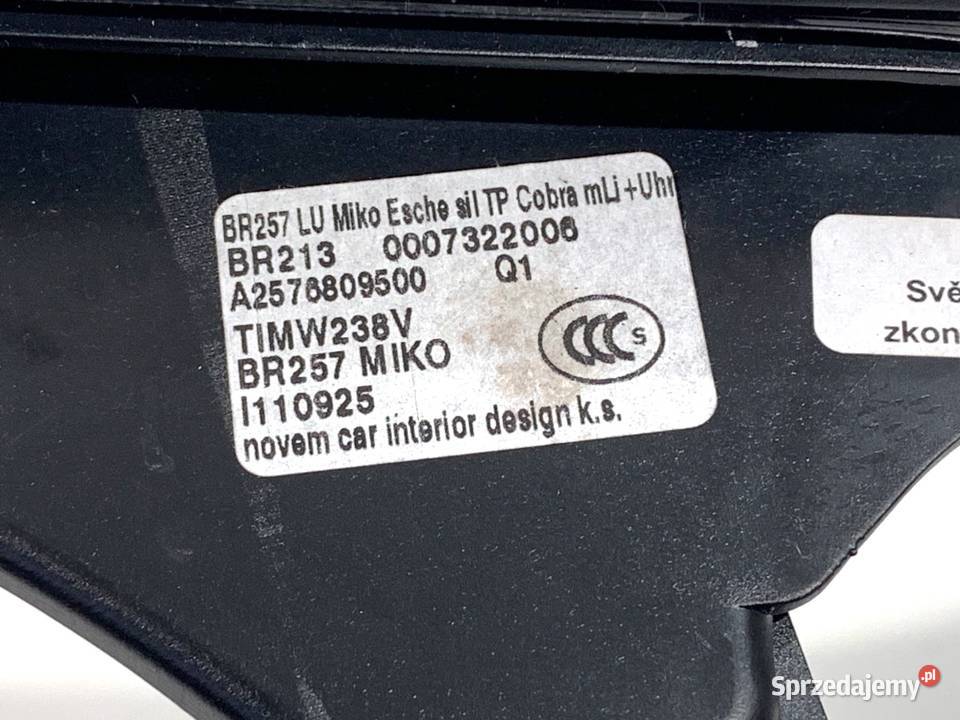 BR257 LU Miko Esche sil TP Cobra mLi +Uhr
BR213 0007322006
A2576809500 Q1
TIMW238V
BR257 MIKO
I110925
novem car interior design k.s.
CCC S
Svě
zkon
Sprzedajemy .pl